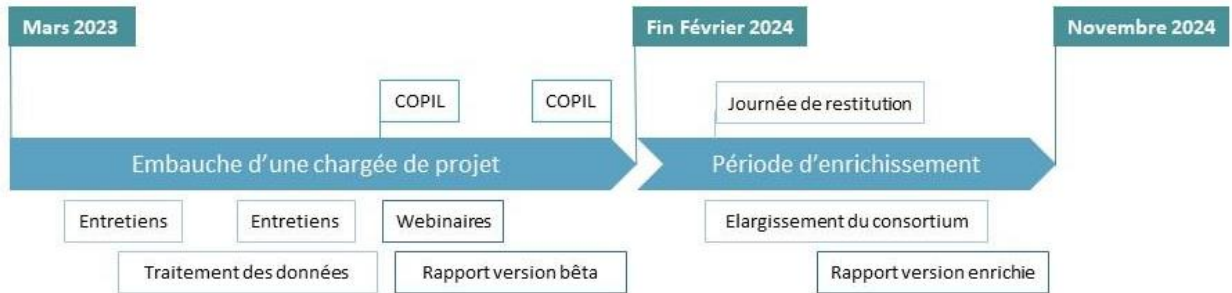 Mars 2023
Fin Février 2024
Novembre 2024
COPIL
COPIL
Journée de restitution
Embauche d'une chargée de projet
Période d'enrichissement
Entretiens
Entretiens
Webinaires
Elargissement du consortium
Traitement des données
Rapport version bêta
Rapport version enrichie